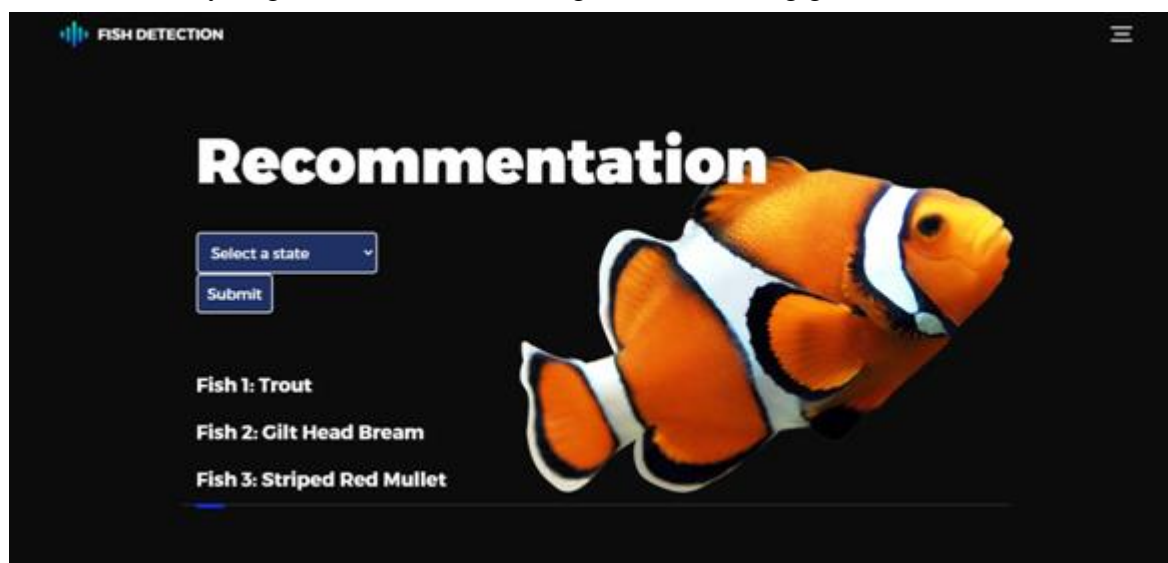 FISH DETECTION
Recommentation
Select a state
Submit
Fish 1: Trout
Fish 2: Gilt Head Bream
Fish 3: Striped Red Mullet